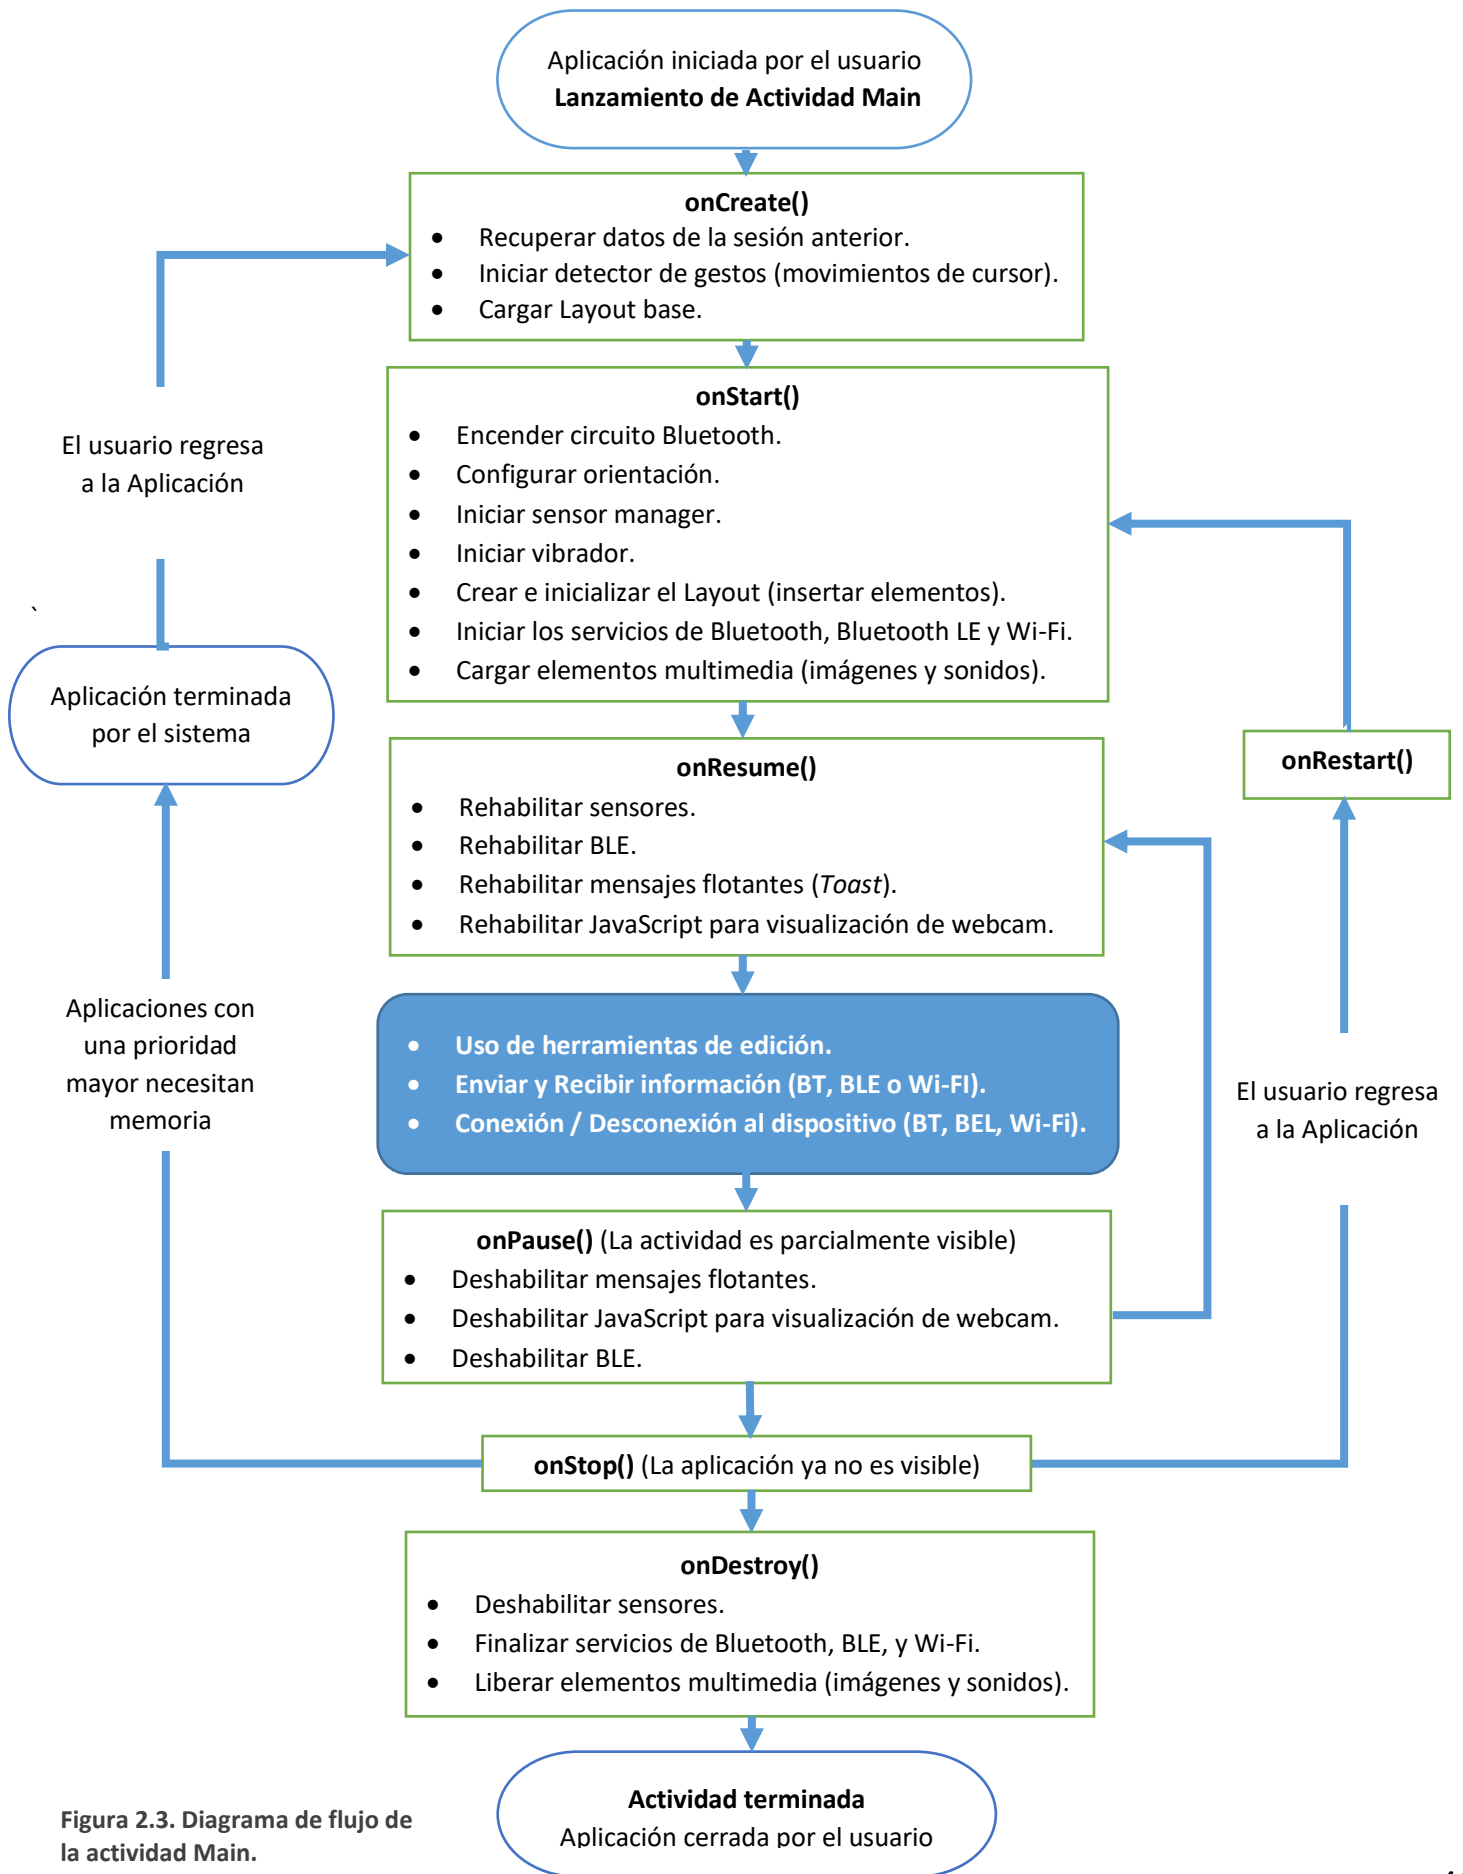 Aplicación iniciada por el usuario
Lanzamiento de Actividad Main
onCreate()
• Recuperar datos de la sesión anterior.
• Iniciar detector de gestos (movimientos de cursor).
• Cargar Layout base.
El usuario regresa
a la Aplicación
onStart()
• Encender circuito Bluetooth.
• Configurar orientación.
• Iniciar sensor manager.
• Iniciar vibrador.
• Crear e inicializar el Layout (insertar elementos).
• Iniciar los servicios de Bluetooth, Bluetooth LE y Wi-Fi.
• Cargar elementos multimedia (imágenes y sonidos).
`
Aplicación terminada
por el sistema
onRestart()
onResume()
• Rehabilitar sensores.
• Rehabilitar BLE.
• Rehabilitar mensajes flotantes (Toast).
• Rehabilitar JavaScript para visualización de webcam.
Aplicaciones con
una prioridad
mayor necesitan
memoria
• Uso de herramientas de edición.
• Enviar y Recibir información (BT, BLE o Wi-FI).
• Conexión / Desconexión al dispositivo (BT, BEL, Wi-Fi).
El usuario regresa
a la Aplicación
onPause() (La actividad es parcialmente visible)
• Deshabilitar mensajes flotantes.
• Deshabilitar JavaScript para visualización de webcam.
• Deshabilitar BLE.
onStop() (La aplicación ya no es visible)
onDestroy()
• Deshabilitar sensores.
• Finalizar servicios de Bluetooth, BLE, y Wi-Fi.
• Liberar elementos multimedia (imágenes y sonidos).
Actividad terminada
Aplicación cerrada por el usuario
Figura 2.3. Diagrama de flujo de
la actividad Main.